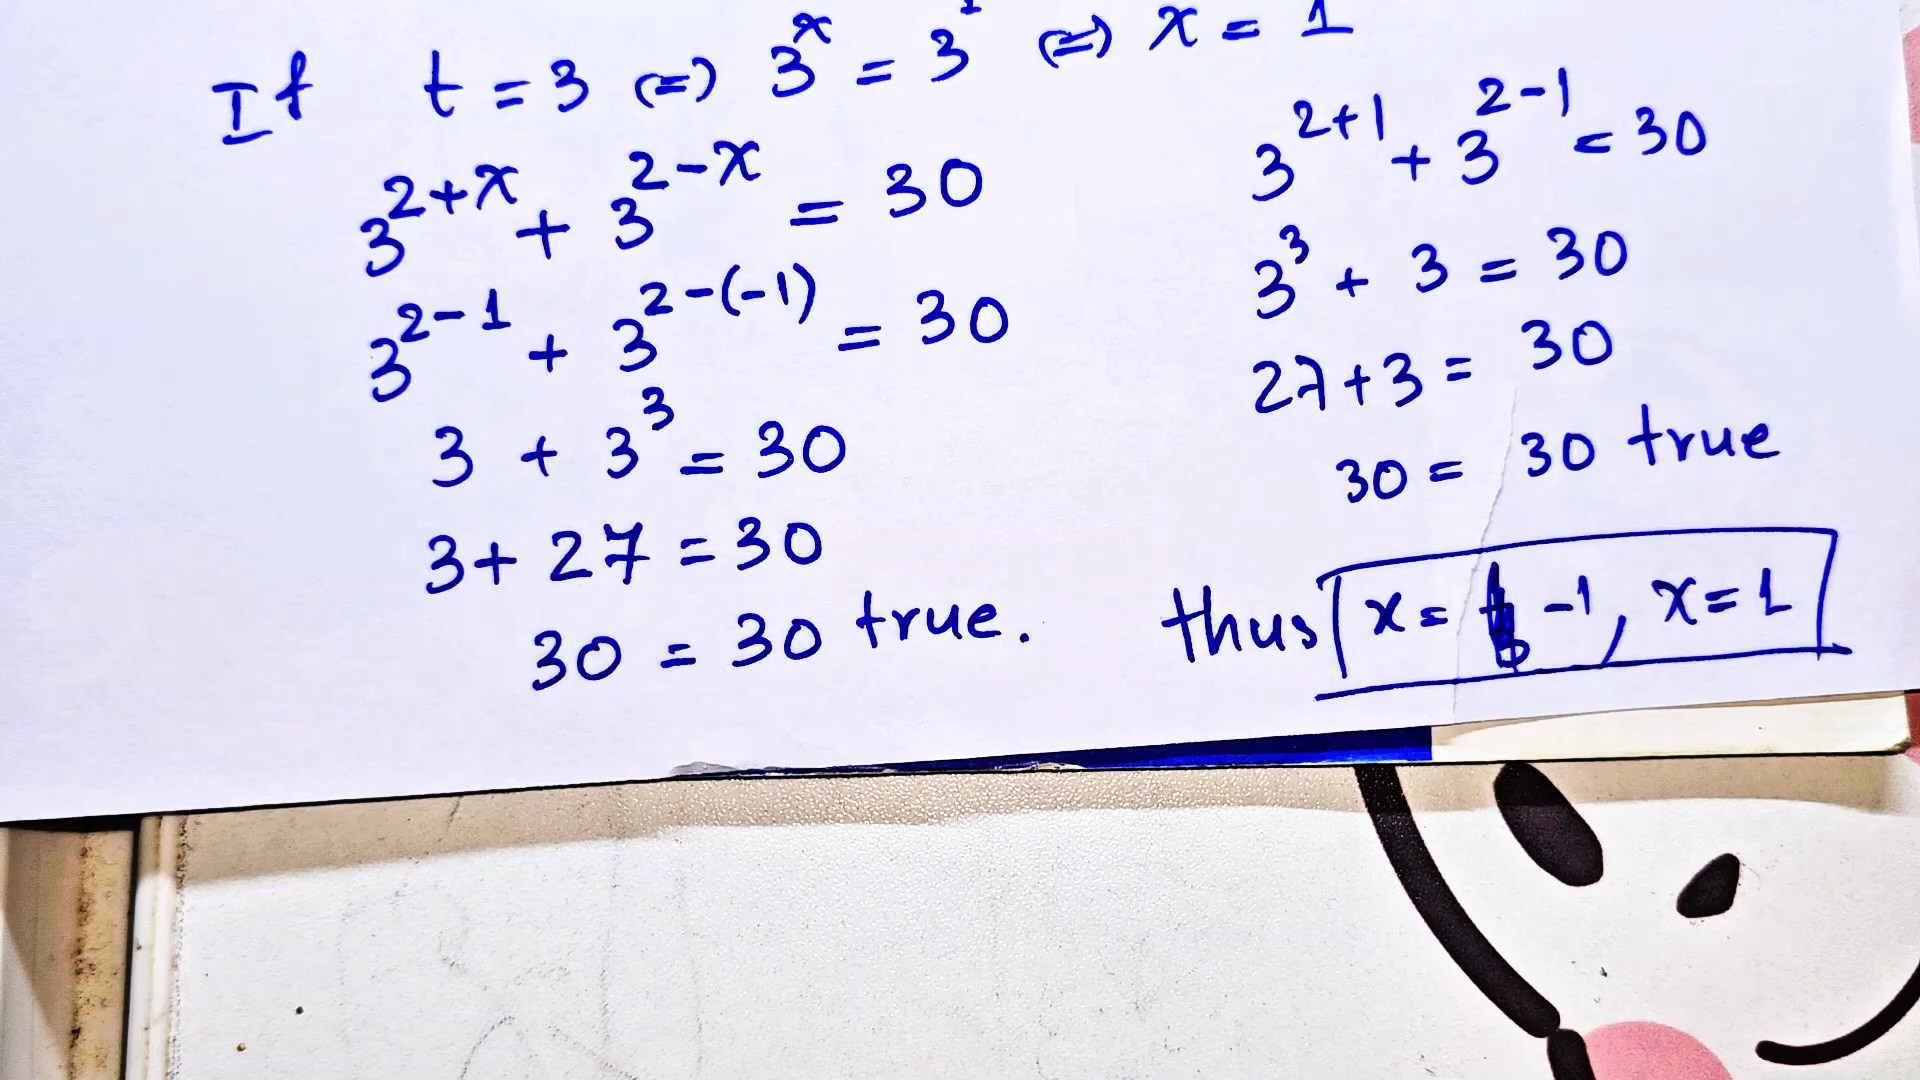 If t = 3 (=) 3^x = 3^1 (=) x = 1
3^{2+x} + 3^{2-x} = 30
3^{2-1} + 3^{2-(-1)} = 30
3 + 3^3 = 30
3 + 27 = 30
30 = 30 true.
3^{2+1} + 3^{2-1} = 30
3^3 + 3 = 30
27 + 3 = 30
30 = 30 true
thus x = -1, x = 1